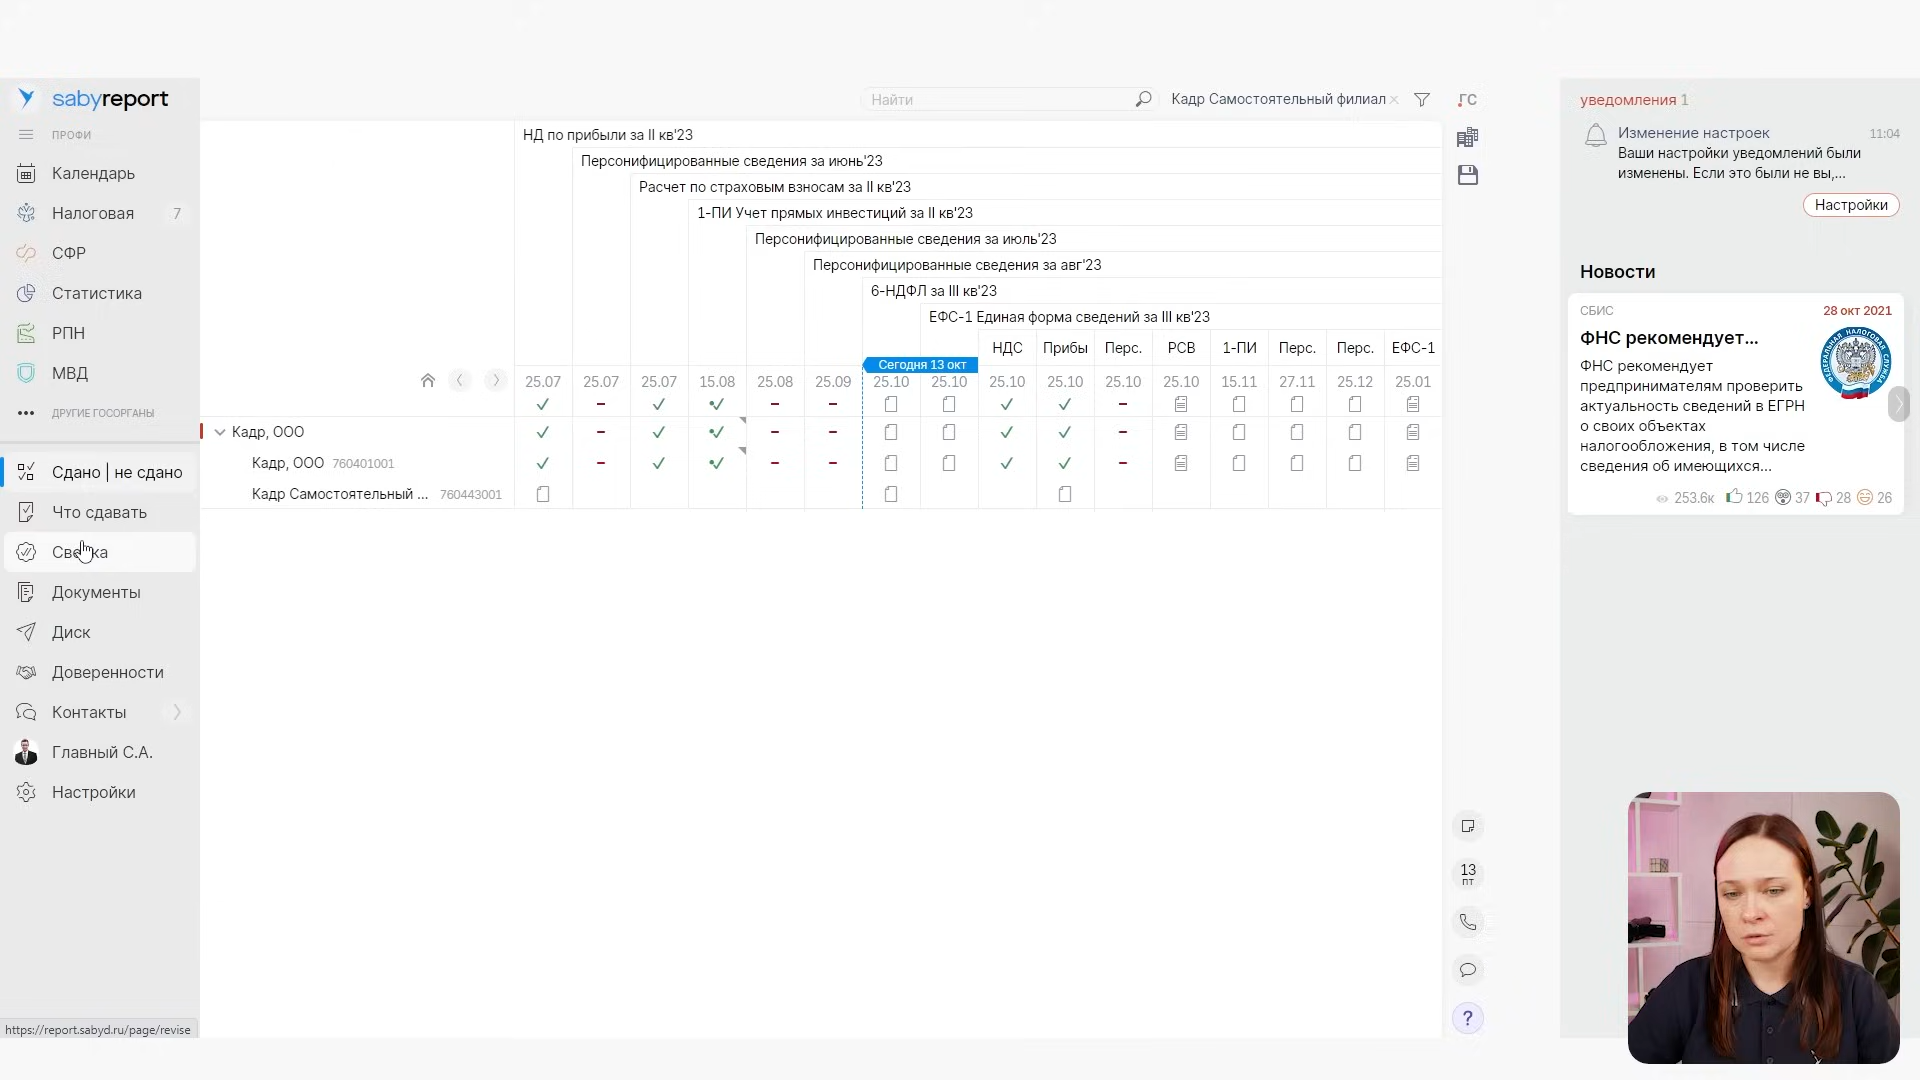 sabyreport
ПРОФИ
Календарь
Налоговая 7
СФР
Статистика
РПН
МВД
ДРУГИЕ ГОСОРГАНЫ
Сдано | не сдано
Что сдавать
Документы
Диск
Доверенности
Контакты
Главный С.А.
Настройки
https://report.sabyd.ru/page/revise
Найти
Кадр Самостоятельный филиал
НД по прибыли за II кв'23
Персонифицированные сведения за июнь'23
Расчет по страховым взносам за II кв'23
1-ПИ Учет прямых инвестиций за II кв'23
Персонифицированные сведения за июль'23
Персонифицированные сведения за авг'23
6-НДФЛ за III кв'23
ЕФС-1 Единая форма сведений за III кв'23
НДС Прибы Перс. РСВ 1-ПИ Перс. Перс. ЕФС-1
Сегодня 13 окт
25.07 25.07 25.07 15.08 25.08 25.09 25.10 25.10 25.10 25.10 25.10 25.10 15.11 27.11 25.12 25.01
Кадр, ООО
Кадр, ООО 760401001
Кадр Самостоятельный ... 760443001
ГС
13
ПТ
?
уведомления 1
Изменение настроек 11:04
Ваши настройки уведомлений были
изменены. Если это были не вы,...
Настройки
Новости
СБИС 28 окт 2021
ФНС рекомендует...
ФНС рекомендует
предпринимателям проверить
актуальность сведений в ЕГРН
о своих объектах
налогообложения, в том числе
сведения об имеющихся...
253.6к 126 37 28 26